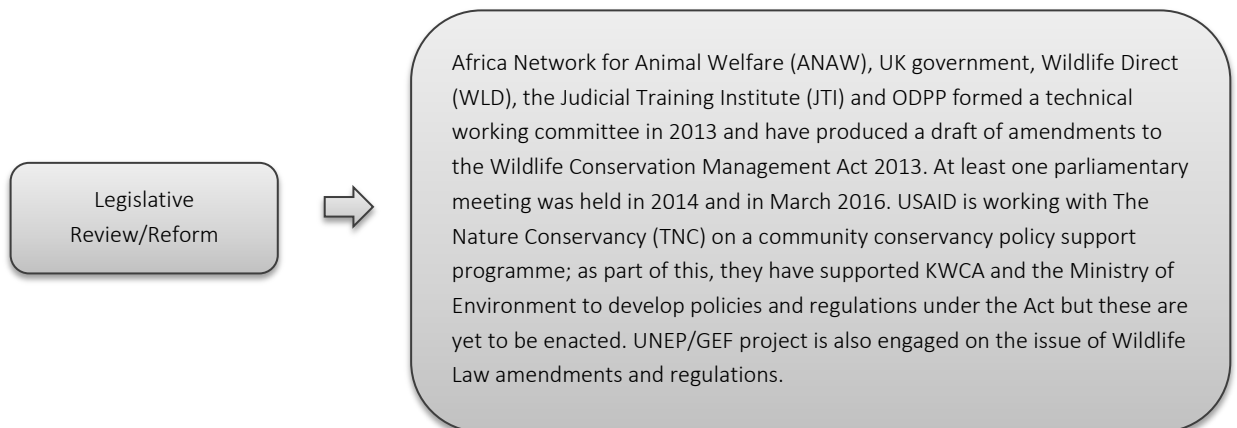 Legislative
Review/Reform
Africa Network for Animal Welfare (ANAW), UK government, Wildlife Direct
(WLD), the Judicial Training Institute (JTI) and ODPP formed a technical
working committee in 2013 and have produced a draft of amendments to
the Wildlife Conservation Management Act 2013. At least one parliamentary
meeting was held in 2014 and in March 2016. USAID is working with The
Nature Conservancy (TNC) on a community conservancy policy support
programme; as part of this, they have supported KWCA and the Ministry of
Environment to develop policies and regulations under the Act but these are
yet to be enacted. UNEP/GEF project is also engaged on the issue of Wildlife
Law amendments and regulations.